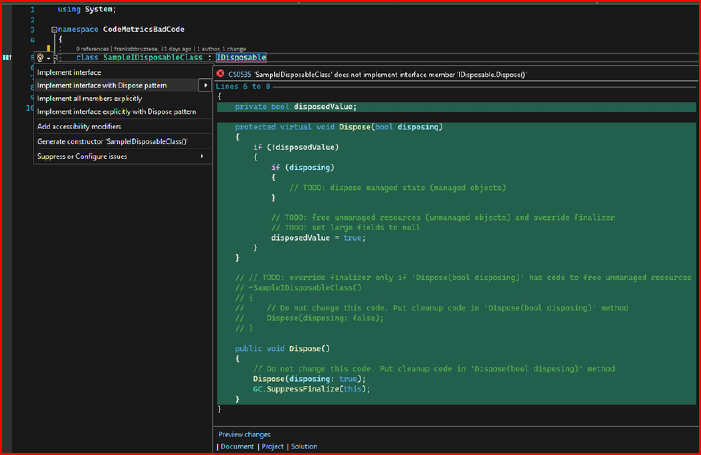 1 using System;
2
3 namespace CodeMetricsBadCode
4 {
0 references | frankabbruzzese, 31 days ago | 1 author, 1 change
5 class SampleIDisposableClass : IDisposable
Implement interface
Implement interface with Dispose pattern
Implement all members explicitly
Implement interface explicitly with Dispose pattern
Add accessibility modifiers
Generate constructor 'SampleIDisposableClass()'
Suppress or Configure issues
10
CS0535 'SampleIDisposableClass' does not implement interface member 'IDisposable.Dispose()'
Lines 6 to 8
{
private bool disposedValue;
protected virtual void Dispose(bool disposing)
{
if (!disposedValue)
{
if (disposing)
{
// TODO: dispose managed state (managed objects)
}
// TODO: free unmanaged resources (unmanaged objects) and override finalizer
// TODO: set large fields to null
disposedValue = true;
}
}
// // TODO: override finalizer only if 'Dispose(bool disposing)' has code to free unmanaged resources
// ~SampleIDisposableClass()
// {
//     // Do not change this code. Put cleanup code in 'Dispose(bool disposing)' method
//     Dispose(disposing: false);
// }
public void Dispose()
{
// Do not change this code. Put cleanup code in 'Dispose(bool disposing)' method
Dispose(disposing: true);
GC.SuppressFinalize(this);
}
}
Preview changes
| Document | Project | Solution